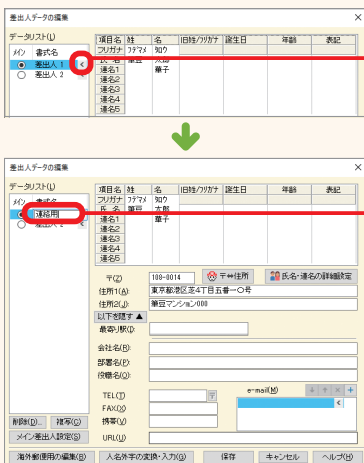 差出人データの編集 ×
データリスト(L)
メイン 書式名
差出人 1 <
差出人 2
項目名 姓 名 旧姓/フリガナ 誕生日 年齢 表記
フリガナ フデマメ タロウ
氏 名 筆豆 太郎
連名1 華子
連名2
連名3
連名4
連名5
差出人データの編集 ×
データリスト(L)
メイン 書式名
連絡用
差出人 2
項目名 姓 名 旧姓/フリガナ 誕生日 年齢 表記
フリガナ フデマメ タロウ
氏 名 筆豆 太郎
連名1 華子
連名2
連名3
連名4
連名5
〒(Z) 108-0014 〒⇔住所 氏名・連名の詳細設定
住所1(A): 東京都港区芝4丁目五番一〇号
住所2(J): 筆豆マンション000
以下を隠す ▲
最寄り駅(I):
会社名(R):
部署名(P):
役職名(Q):
TEL(T) 〒 e-mail(M) ↓ ↑ × +
FAX(X) <
携帯(V)
URL(U)
削除(D)... 複写(O)
メイン差出人設定(S)
海外郵便用の編集(B) 人名外字の変換・入力(G) 保存 キャンセル ヘルプ(H)